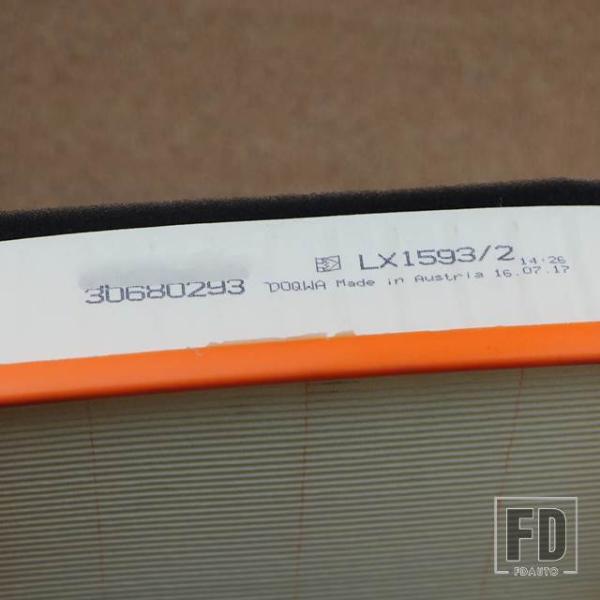 LX1593/2 14:26
30680293 DOQWA Made in Austria 16.07.17
FD
FDAUTO